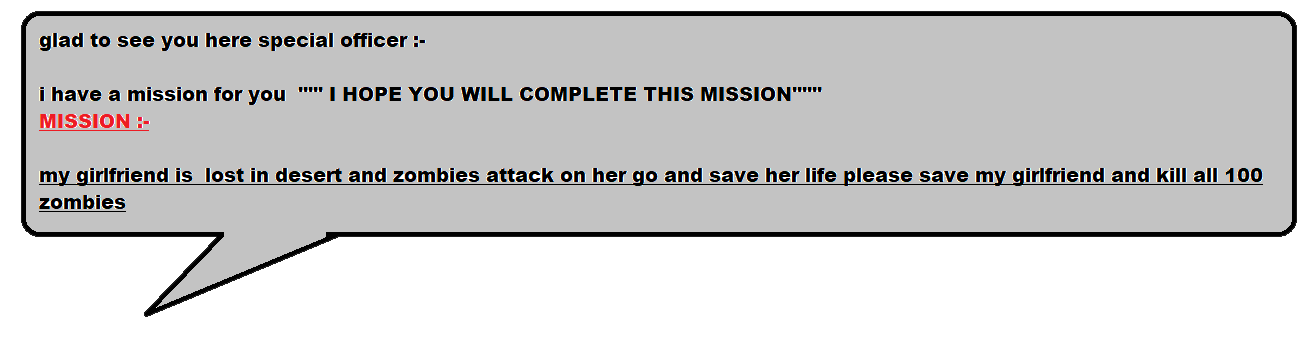 glad to see you here special officer :-
i have a mission for you  """ I HOPE YOU WILL COMPLETE THIS MISSION"""
MISSION :-
my girlfriend is  lost in desert and zombies attack on her go and save her life please save my girlfriend and kill all 100
zombies